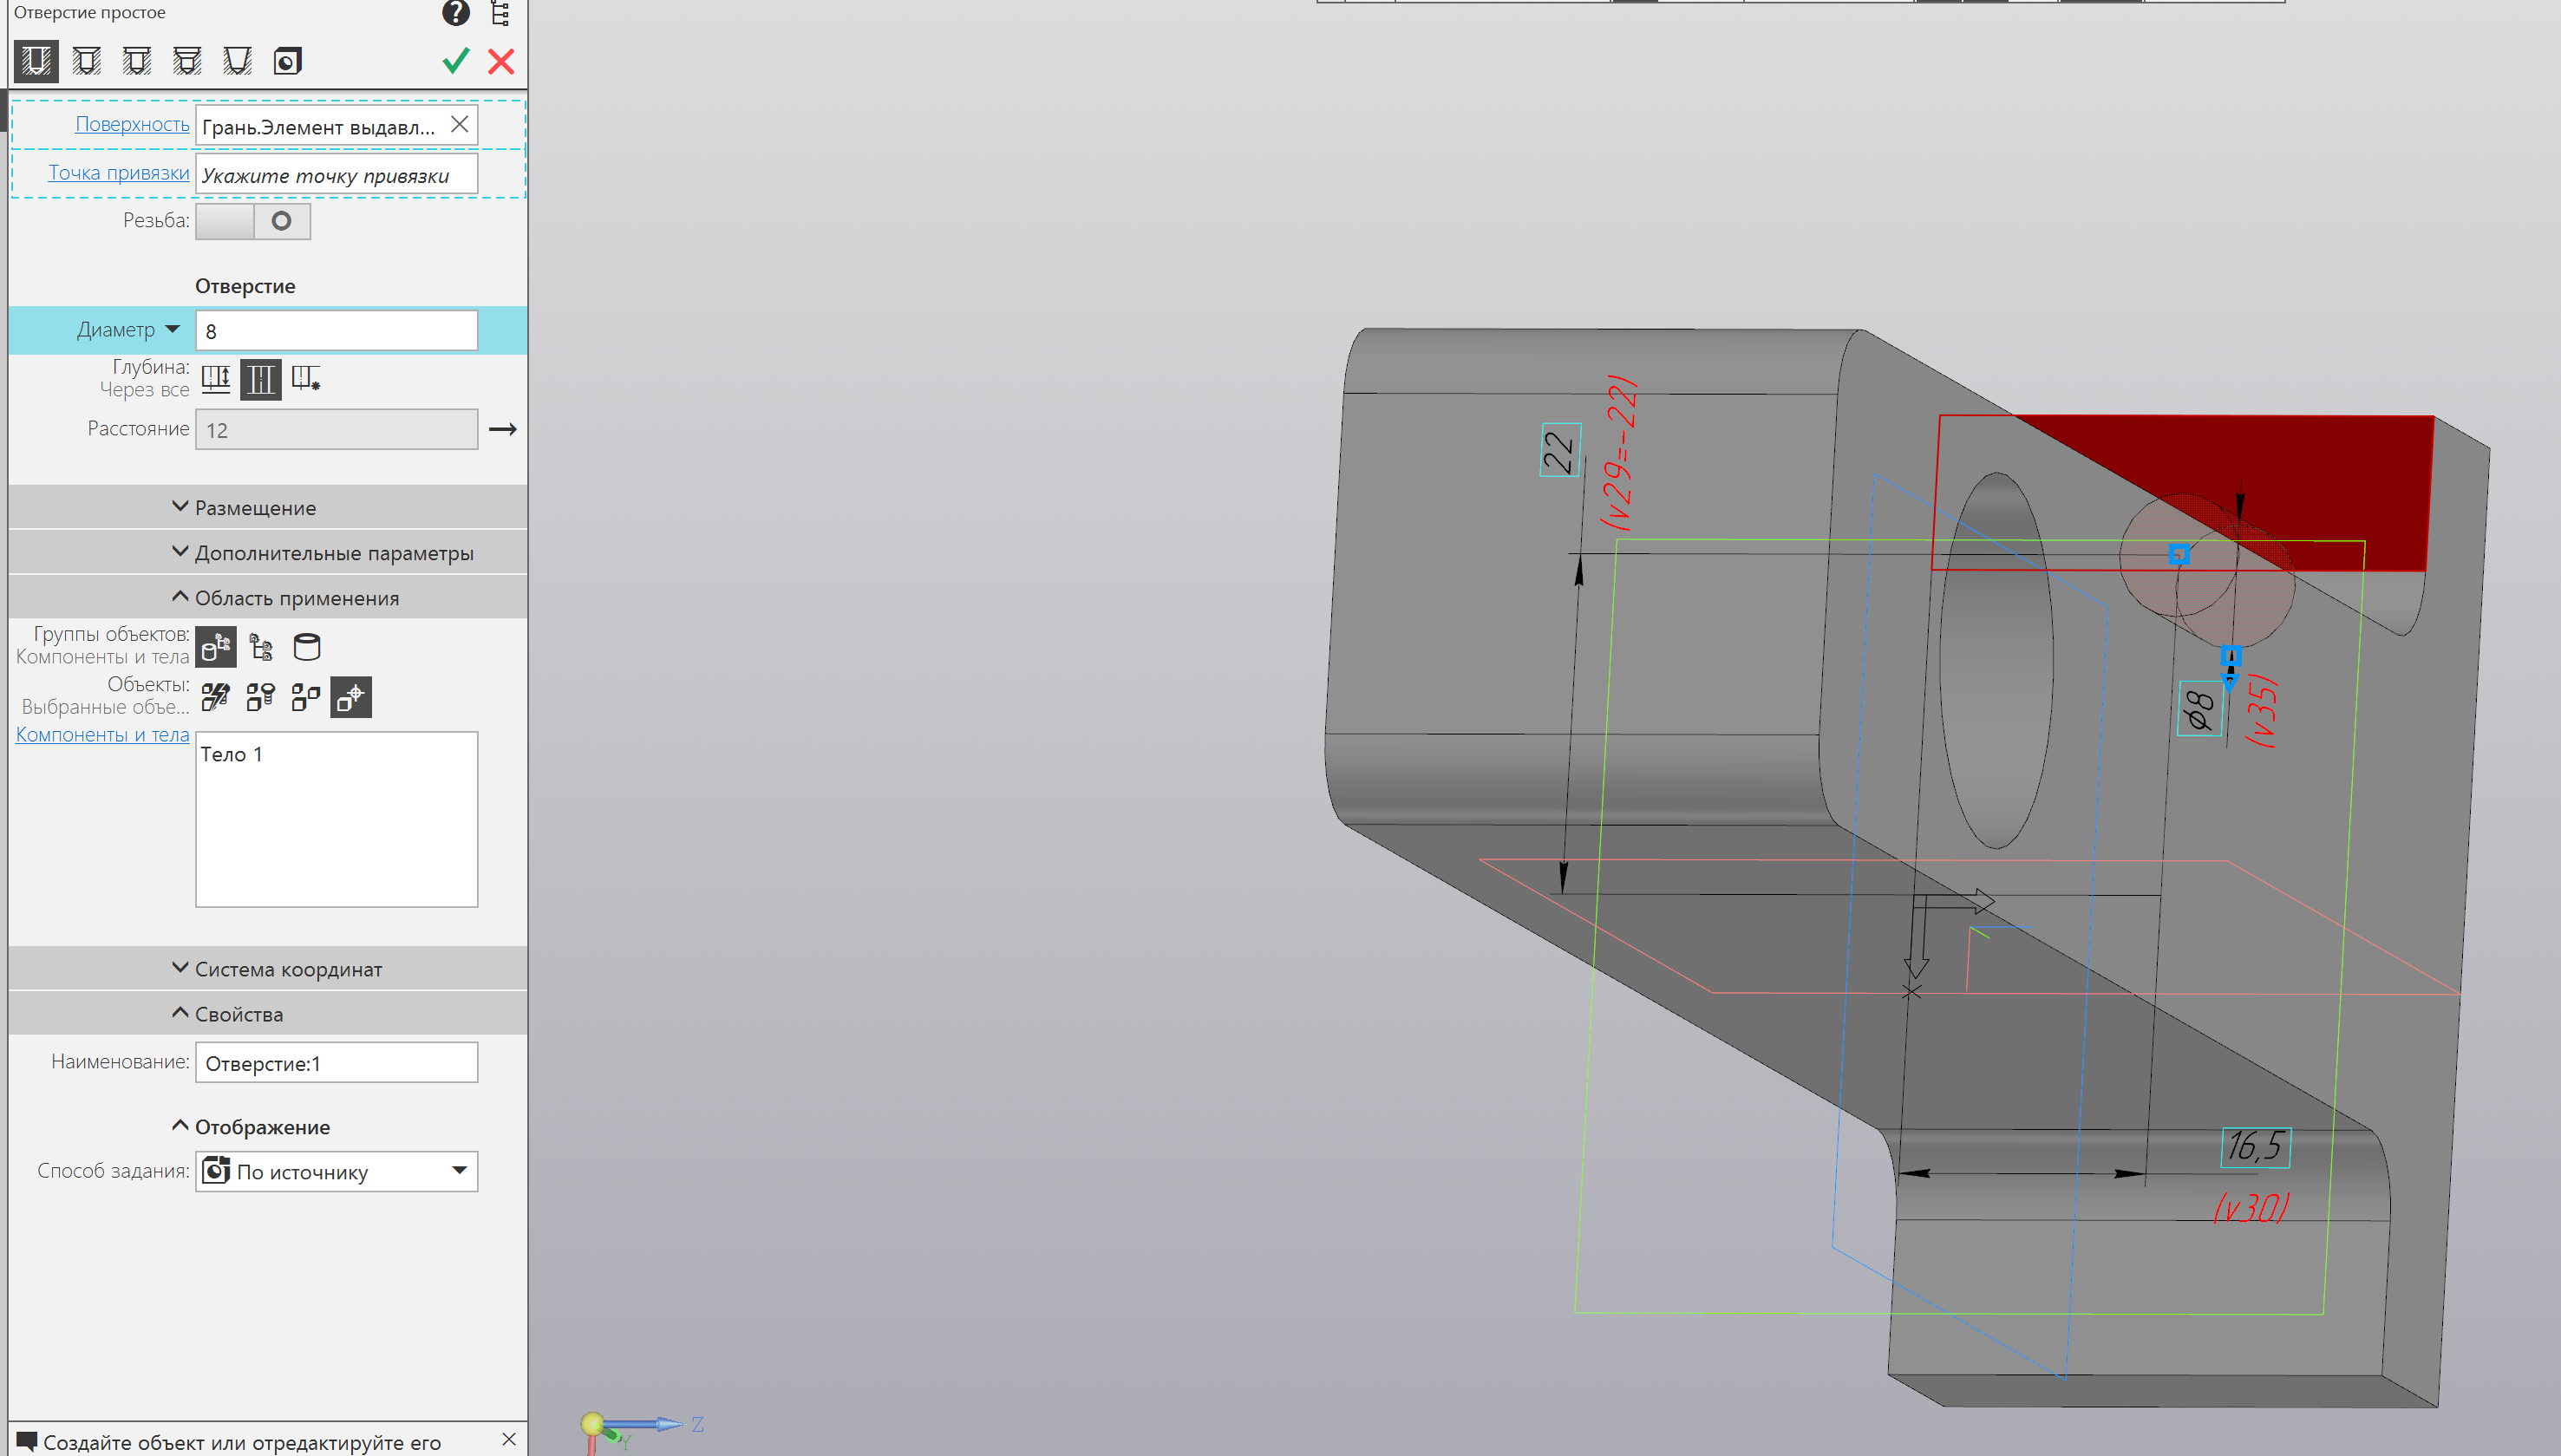 Отверстие простое
Поверхность
Грань.Элемент выдавл...
Точка привязки
Укажите точку привязки
Резьба:
Отверстие
Диаметр
8
Глубина:
Через все
Расстояние
12
Размещение
Дополнительные параметры
Область применения
Группы объектов:
Компоненты и тела
Объекты:
Выбранные объе...
Компоненты и тела
Тело 1
Система координат
Свойства
Наименование:
Отверстие:1
Отображение
Способ задания:
По источнику
Создайте объект или отредактируйте его
22
(v29=-22)
ϕ8
(v35)
16,5
(v30)
Z
Y